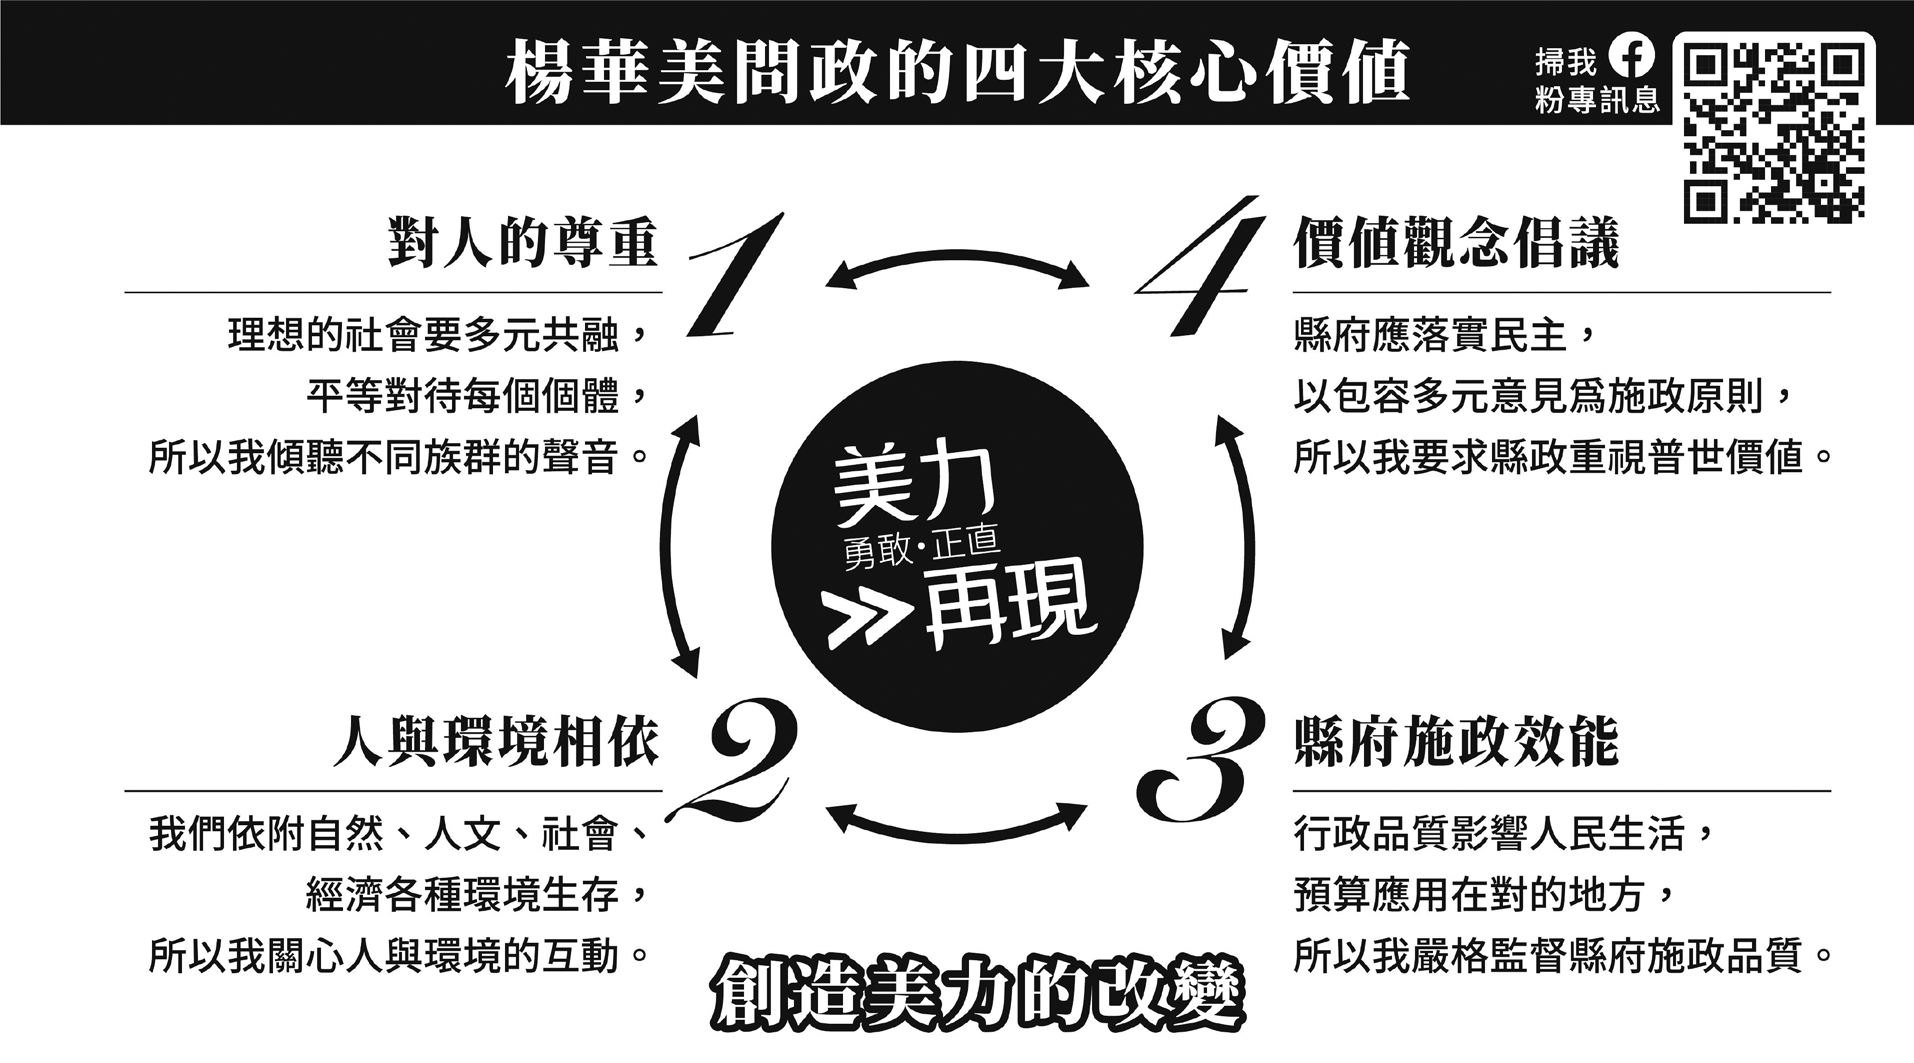 楊華美問政的四大核心價值
掃我
粉專訊息
1
對人的尊重
理想的社會要多元共融，
平等對待每個個體，
所以我傾聽不同族群的聲音。
2
人與環境相依
我們依附自然、人文、社會、
經濟各種環境生存，
所以我關心人與環境的互動。
3
縣府施政效能
行政品質影響人民生活，
預算應用在對的地方，
所以我嚴格監督縣府施政品質。
4
價值觀念倡議
縣府應落實民主，
以包容多元意見爲施政原則，
所以我要求縣政重視普世價值。
美力
勇敢・正直
再現
創造美力的改變